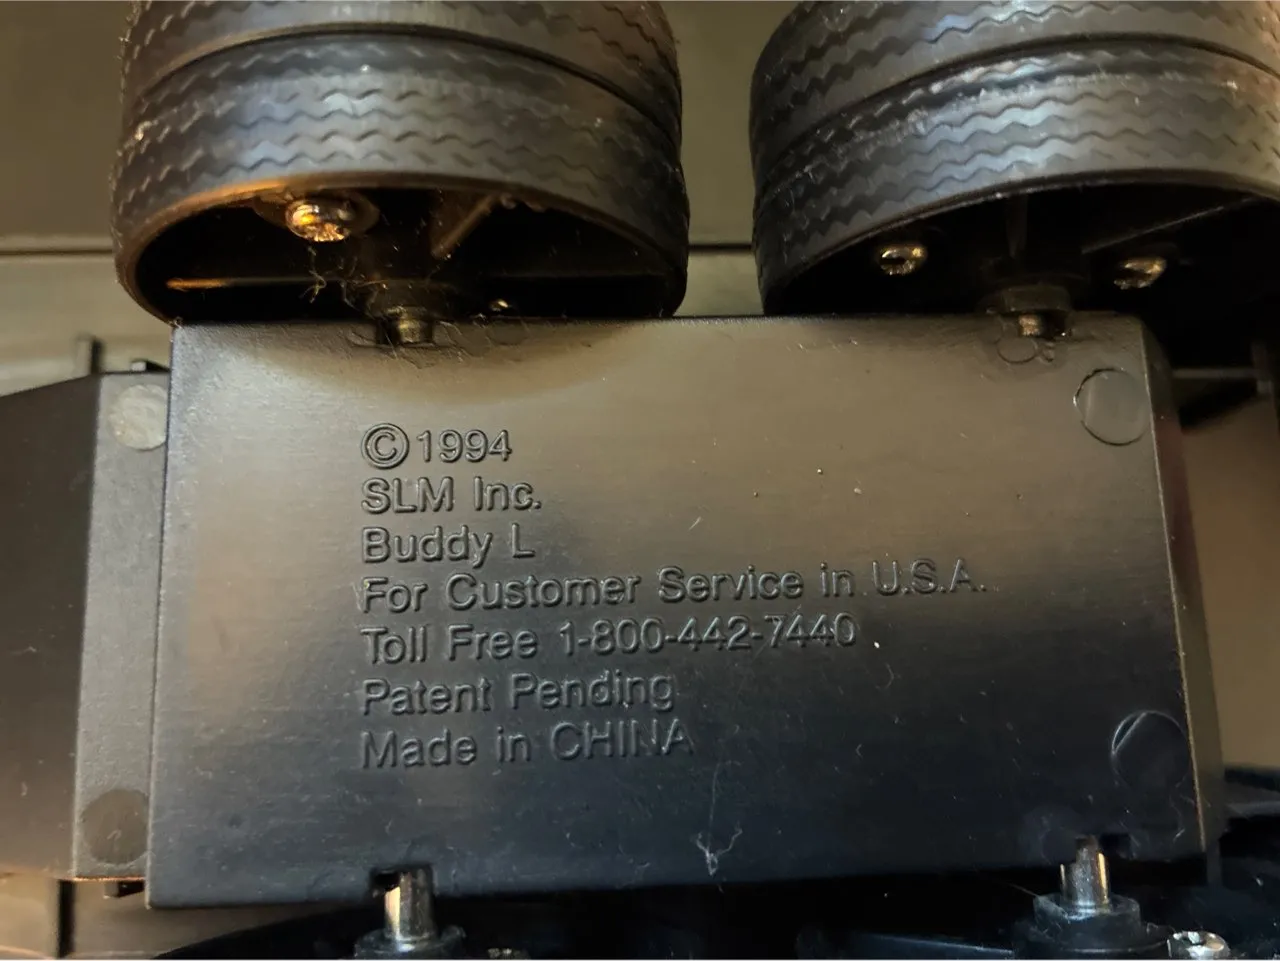 ©1994
SLM Inc.
Buddy L
For Customer Service in U.S.A.
Toll Free 1-800-442-7440
Patent Pending
Made in CHINA